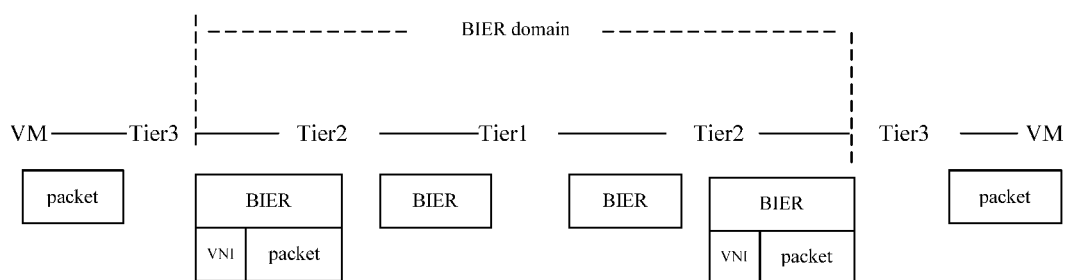 BIER domain
VM Tier3 Tier2 Tier1 Tier2 Tier3 VM
packet BIER BIER BIER BIER packet
VNI packet VNI packet